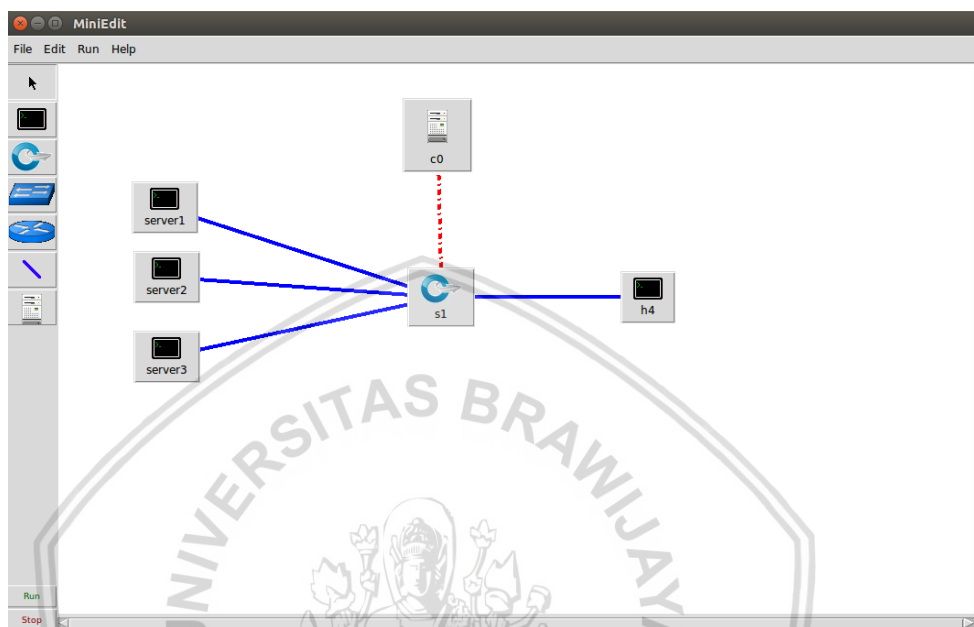 MiniEdit
File Edit Run Help
c0
server1
server2
s1
h4
server3
UNIVERSITAS BRAWIJAYA
Run
Stop